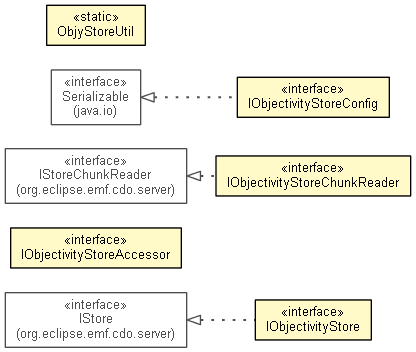 «static»
ObjyStoreUtil
«interface»
Serializable
(java.io)
«interface»
IObjectivityStoreConfig
«interface»
IStoreChunkReader
(org.eclipse.emf.cdo.server)
«interface»
IObjectivityStoreChunkReader
«interface»
IObjectivityStoreAccessor
«interface»
IStore
(org.eclipse.emf.cdo.server)
«interface»
IObjectivityStore